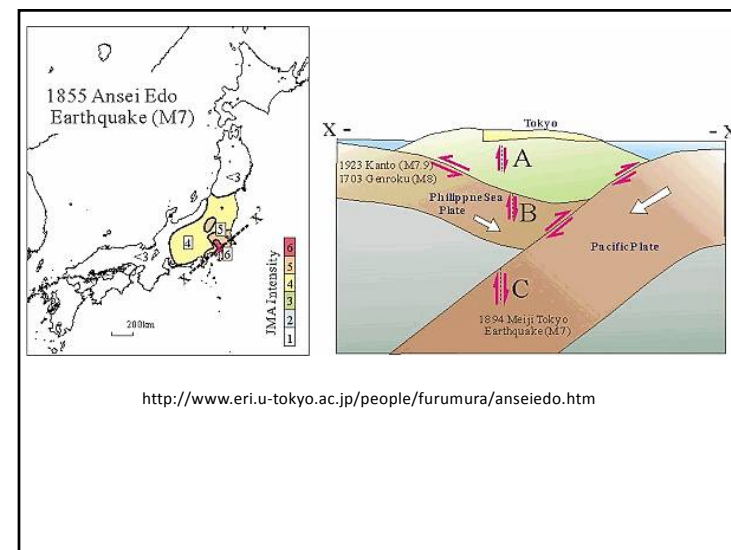 1855 Ansei Edo
Earthquake (M7)
<3
5
4
6
<3
X'
X
200km
JMA Intensity
6
5
4
3
2
1
X -
Tokyo
- X
A
1923 Kanto (M7.9)
1703 Genroku (M8)
Philippne Sea
Plate
B
Pacific Plate
C
1894 Meiji Tokyo
Earthquake (M7)
http://www.eri.u-tokyo.ac.jp/people/furumura/anseiedo.htm